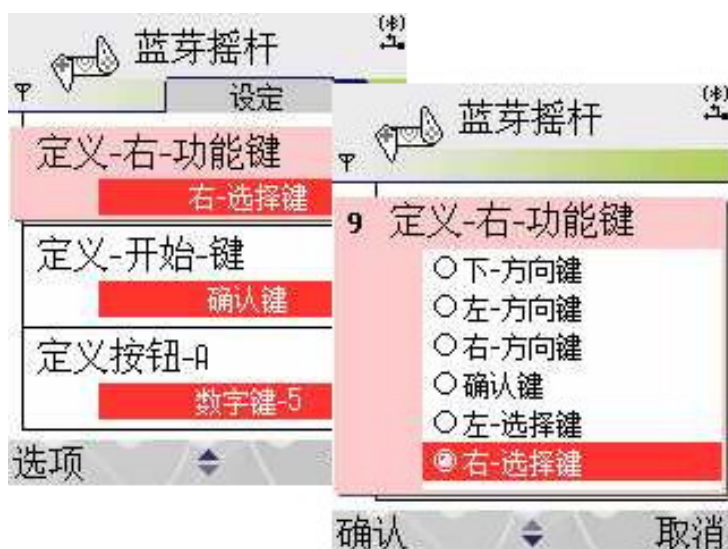 蓝芽摇杆
设定
定义-右-功能键
右-选择键
定义-开始-键
确认键
定义按钮-A
数字键-5
选项
蓝芽摇杆
9 定义-右-功能键
下-方向键
左-方向键
右-方向键
确认键
左-选择键
右-选择键
确认 取消